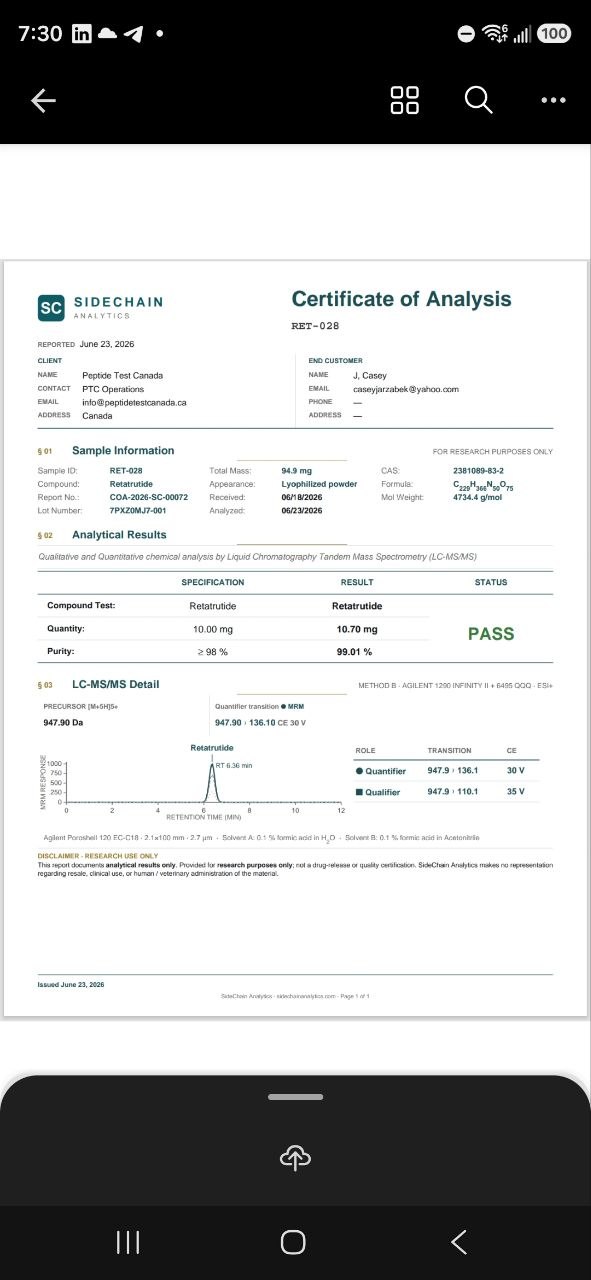 7:30
100
SC SIDECHAIN
ANALYTICS
Certificate of Analysis
RET-028
REPORTED June 23, 2026
CLIENT
NAME Peptide Test Canada
CONTACT PTC Operations
EMAIL info@peptidetestcanada.ca
ADDRESS Canada
END CUSTOMER
NAME J, Casey
EMAIL caseyjarzabek@yahoo.com
PHONE —
ADDRESS —
§ 01 Sample Information FOR RESEARCH PURPOSES ONLY
Sample ID: RET-028 Total Mass: 94.9 mg CAS: 2381089-83-2
Compound: Retatrutide Appearance: Lyophilized powder Formula: C229H366N50O75
Report No.: COA-2026-SC-00072 Received: 06/18/2026 Mol Weight: 4734.4 g/mol
Lot Number: 7PXZ0MJ7-001 Analyzed: 06/23/2026
§ 02 Analytical Results
Qualitative and Quantitative chemical analysis by Liquid Chromatography Tandem Mass Spectrometry (LC-MS/MS)
SPECIFICATION RESULT STATUS
Compound Test: Retatrutide Retatrutide
Quantity: 10.00 mg 10.70 mg PASS
Purity: ≥ 98 % 99.01 %
§ 03 LC-MS/MS Detail METHOD B · AGILENT 1290 INFINITY II + 6495 QQQ · ESI+
PRECURSOR [M+5H]5+ Quantifier transition ● MRM
947.90 Da 947.90 › 136.10 CE 30 V
Retatrutide
RT 6.36 min
MRM RESPONSE
1000
750
500
250
0
0 2 4 6 8 10 12
RETENTION TIME (MIN)
ROLE TRANSITION CE
● Quantifier 947.9 › 136.1 30 V
■ Qualifier 947.9 › 110.1 35 V
Agilent Poroshell 120 EC-C18 · 2.1×100 mm · 2.7 µm · Solvent A: 0.1 % formic acid in H2O · Solvent B: 0.1 % formic acid in Acetonitrile
DISCLAIMER · RESEARCH USE ONLY
This report documents analytical results only. Provided for research purposes only; not a drug-release or quality certification. SideChain Analytics makes no representation
regarding resale, clinical use, or human / veterinary administration of the material.
Issued June 23, 2026
SideChain Analytics · sidechainanalytics.com · Page 1 of 1